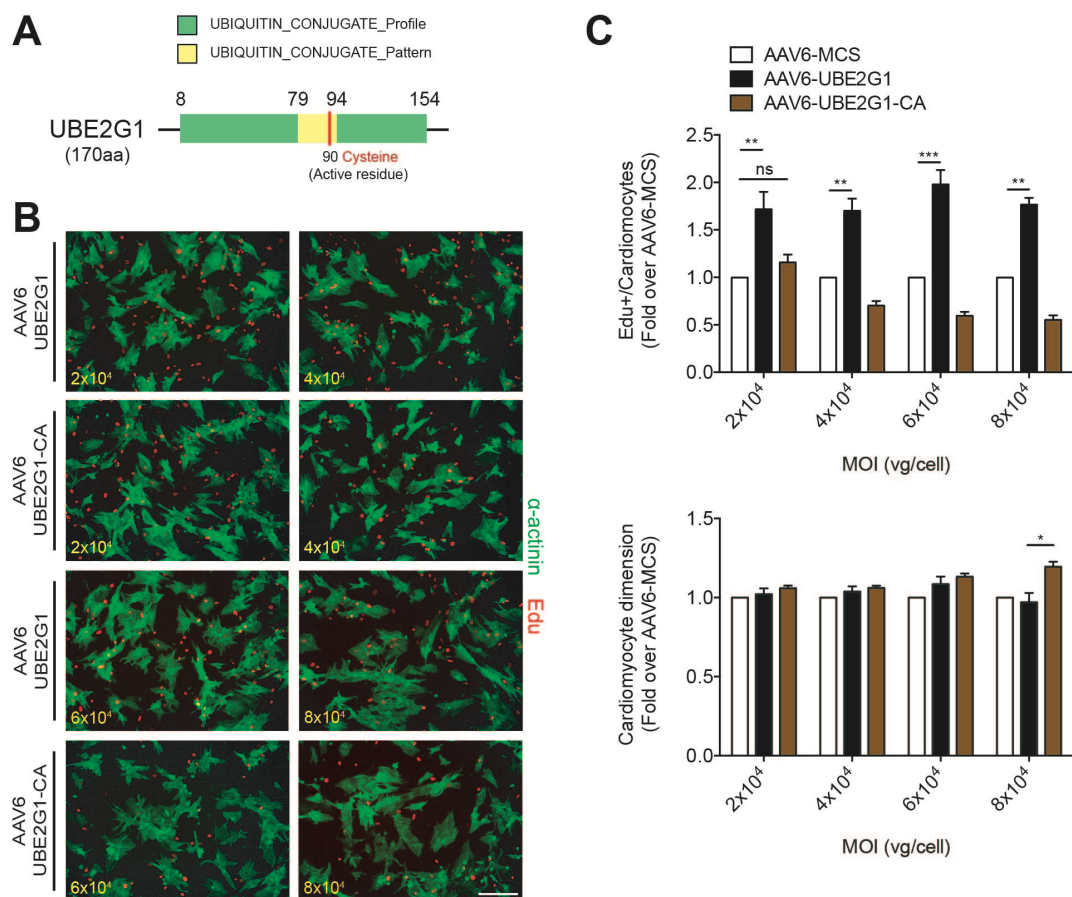 A
UBIQUITIN_CONJUGATE_Profile
UBIQUITIN_CONJUGATE_Pattern
8 79 94 154
UBE2G1
(170aa)
90 Cysteine
(Active residue)
B
AAV6
UBE2G1
2x10⁴
4x10⁴
AAV6
UBE2G1-CA
2x10⁴
4x10⁴
AAV6
UBE2G1
6x10⁴
8x10⁴
AAV6
UBE2G1-CA
6x10⁴
8x10⁴
α-actinin
Edu
C
AAV6-MCS
AAV6-UBE2G1
AAV6-UBE2G1-CA
Edu+/Cardiomocytes
(Fold over AAV6-MCS)
2.5
2.0
1.5
1.0
0.5
0.0
**
ns
**
***
**
2x10⁴
4x10⁴
6x10⁴
8x10⁴
MOI (vg/cell)
Cardiomyocyte dimension
(Fold over AAV6-MCS)
1.5
1.0
0.5
0.0
*
2x10⁴
4x10⁴
6x10⁴
8x10⁴
MOI (vg/cell)